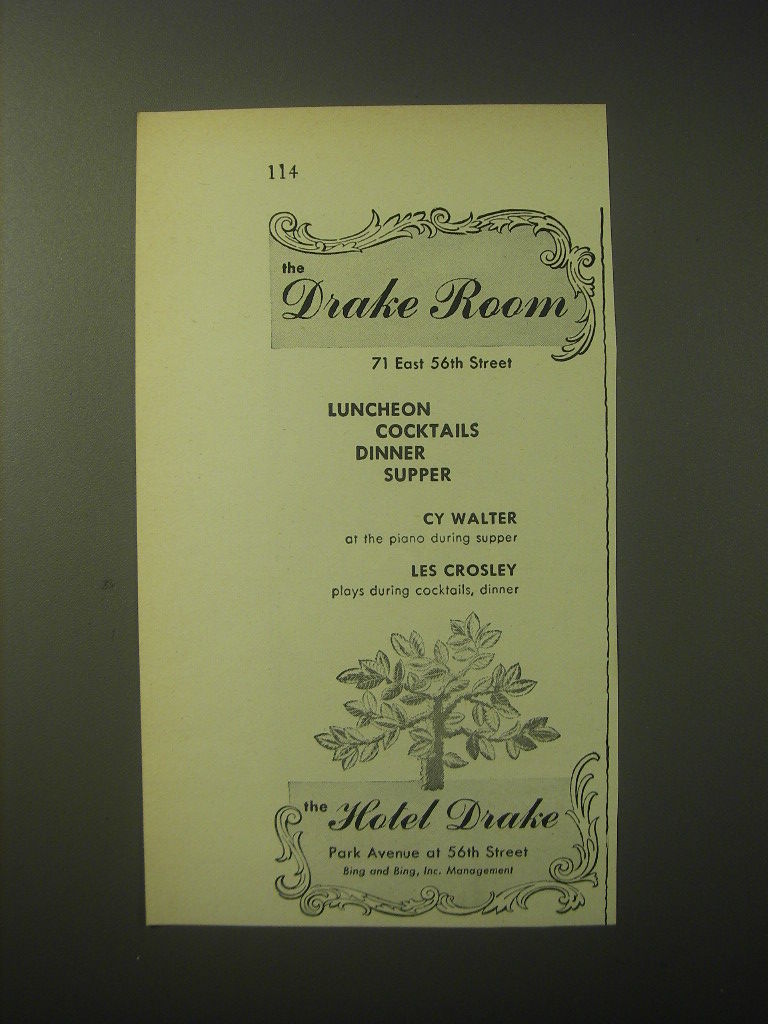 114
the
Drake Room
71 East 56th Street
LUNCHEON
COCKTAILS
DINNER
SUPPER
CY WALTER
at the piano during supper
LES CROSLEY
plays during cocktails, dinner
the
Hotel Drake
Park Avenue at 56th Street
Bing and Bing, Inc. Management